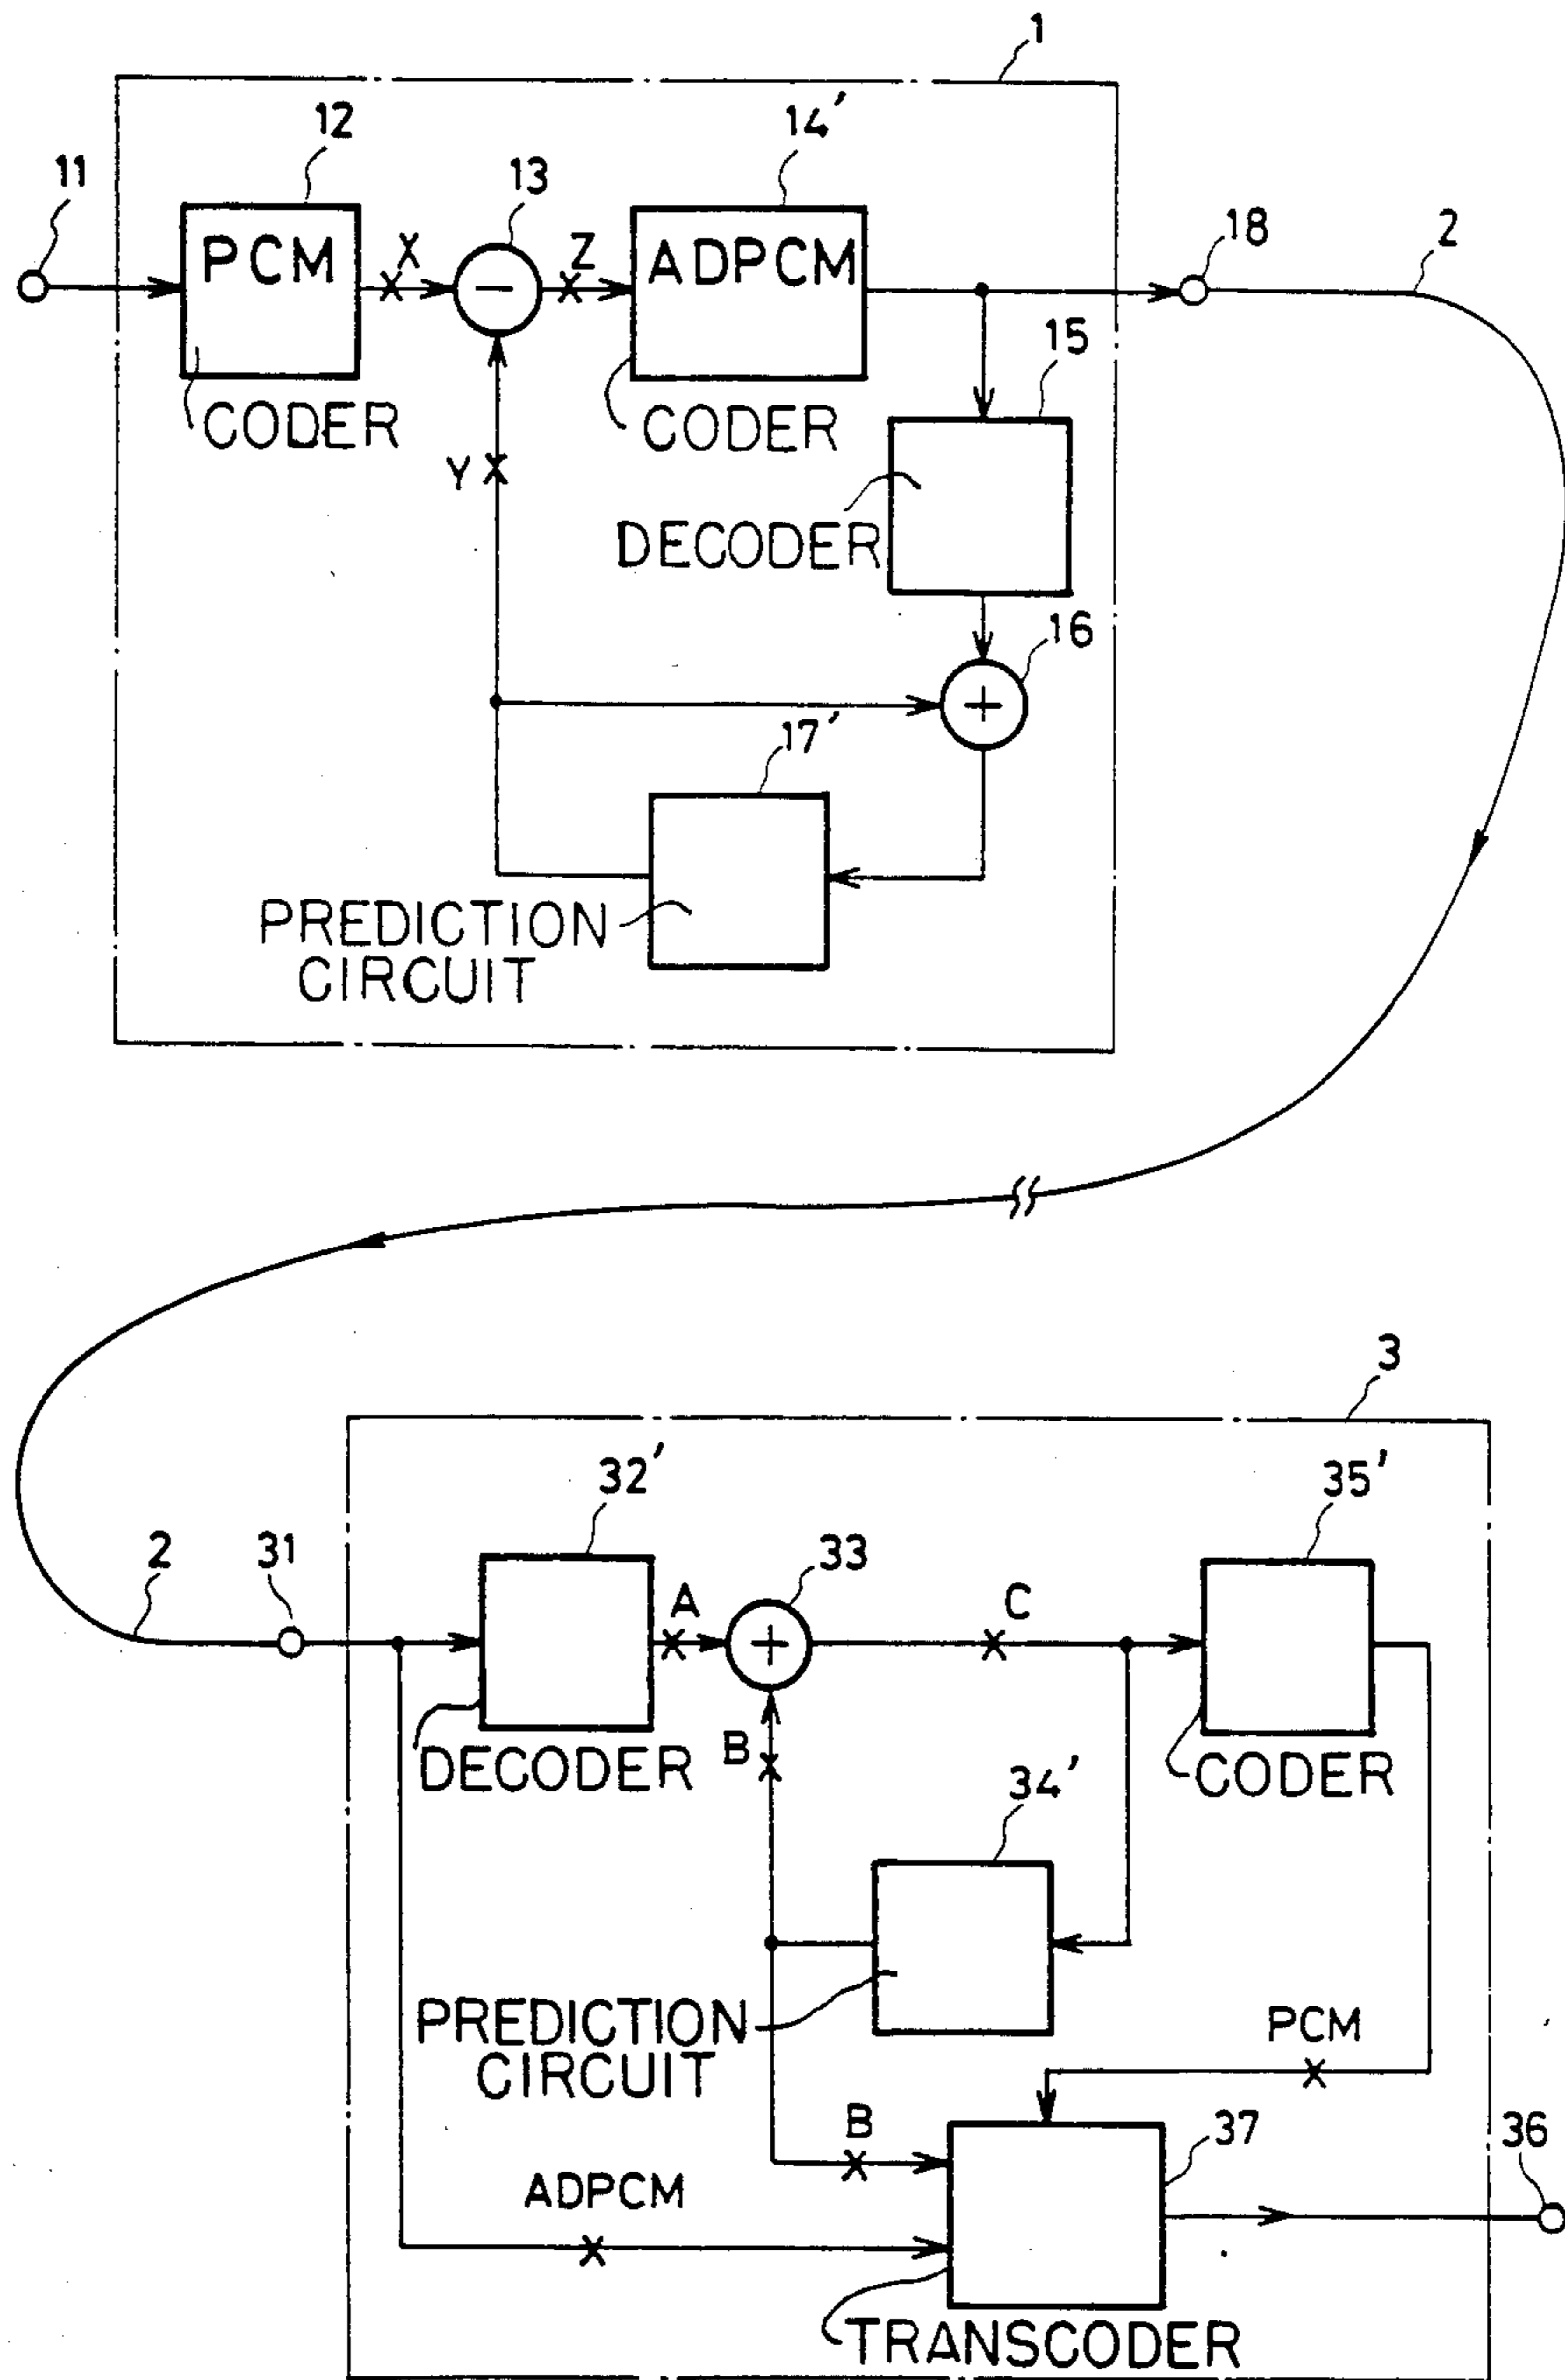 1
12
14'
11
13
18
2
PCM
X
-
Z
ADPCM
15
CODER
CODER
Y
DECODER
16
+
17'
PREDICTION
CIRCUIT
3
32'
35'
2
31
33
A
C
+
DECODER
B
CODER
34'
PREDICTION
CIRCUIT
PCM
B
37
36
ADPCM
TRANSCODER